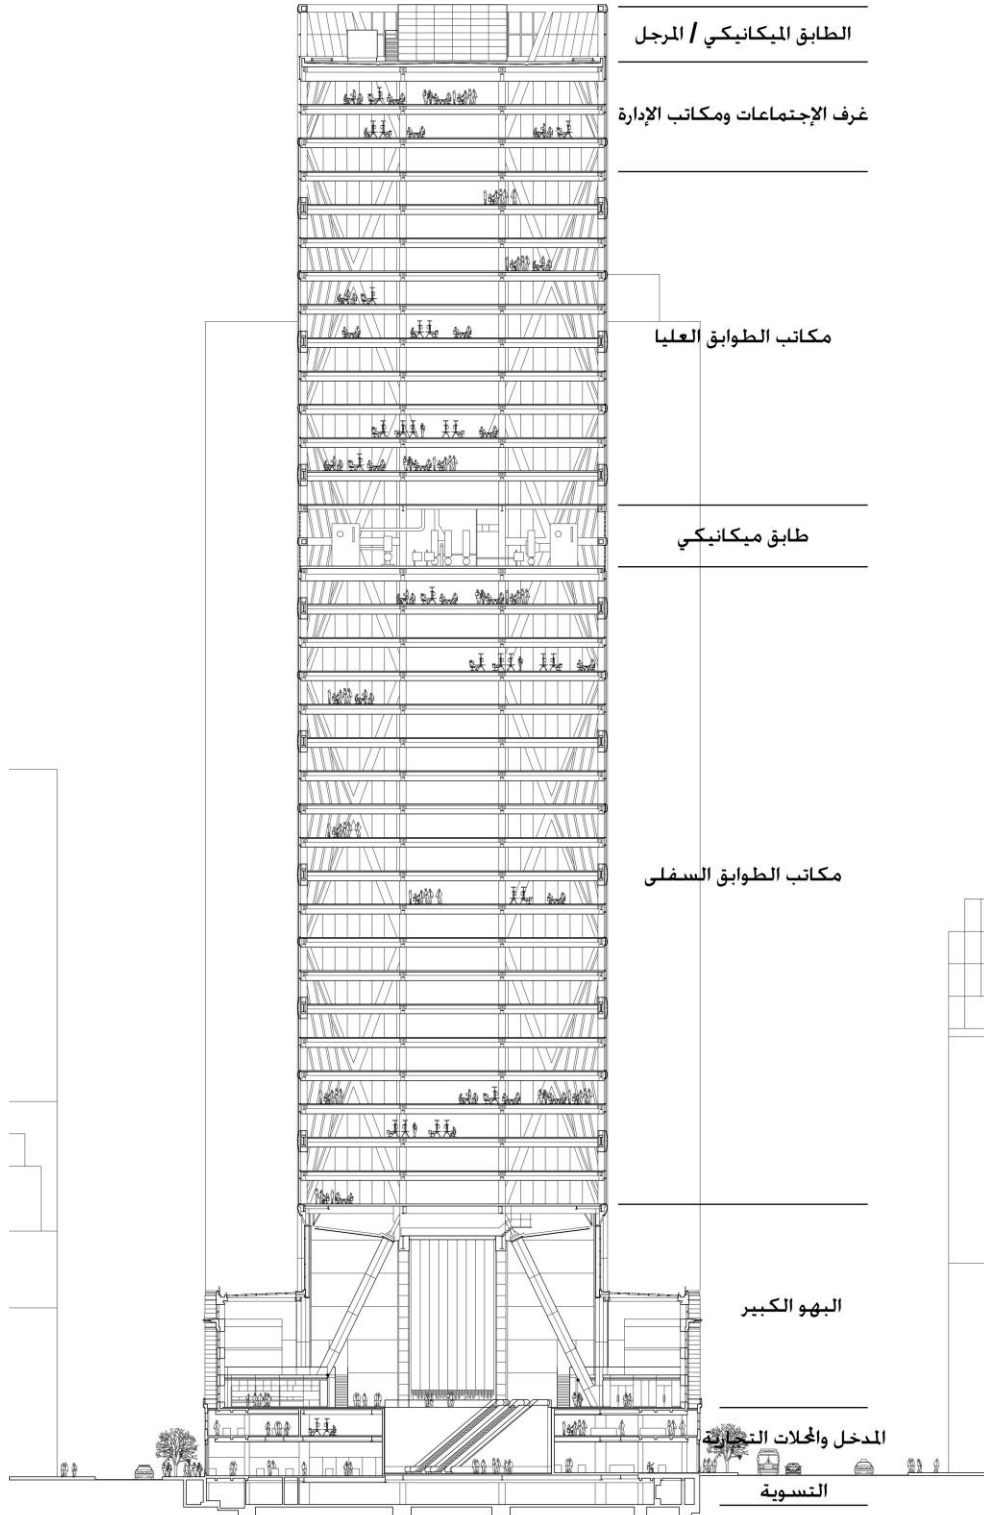 الطابق الميكانيكي / المرجل
غرف الإجتماعات ومكاتب الإدارة
مكاتب الطوابق العليا
طابق ميكانيكي
مكاتب الطوابق السفلى
البهو الكبير
المدخل والمحلات التجارية
التسوية